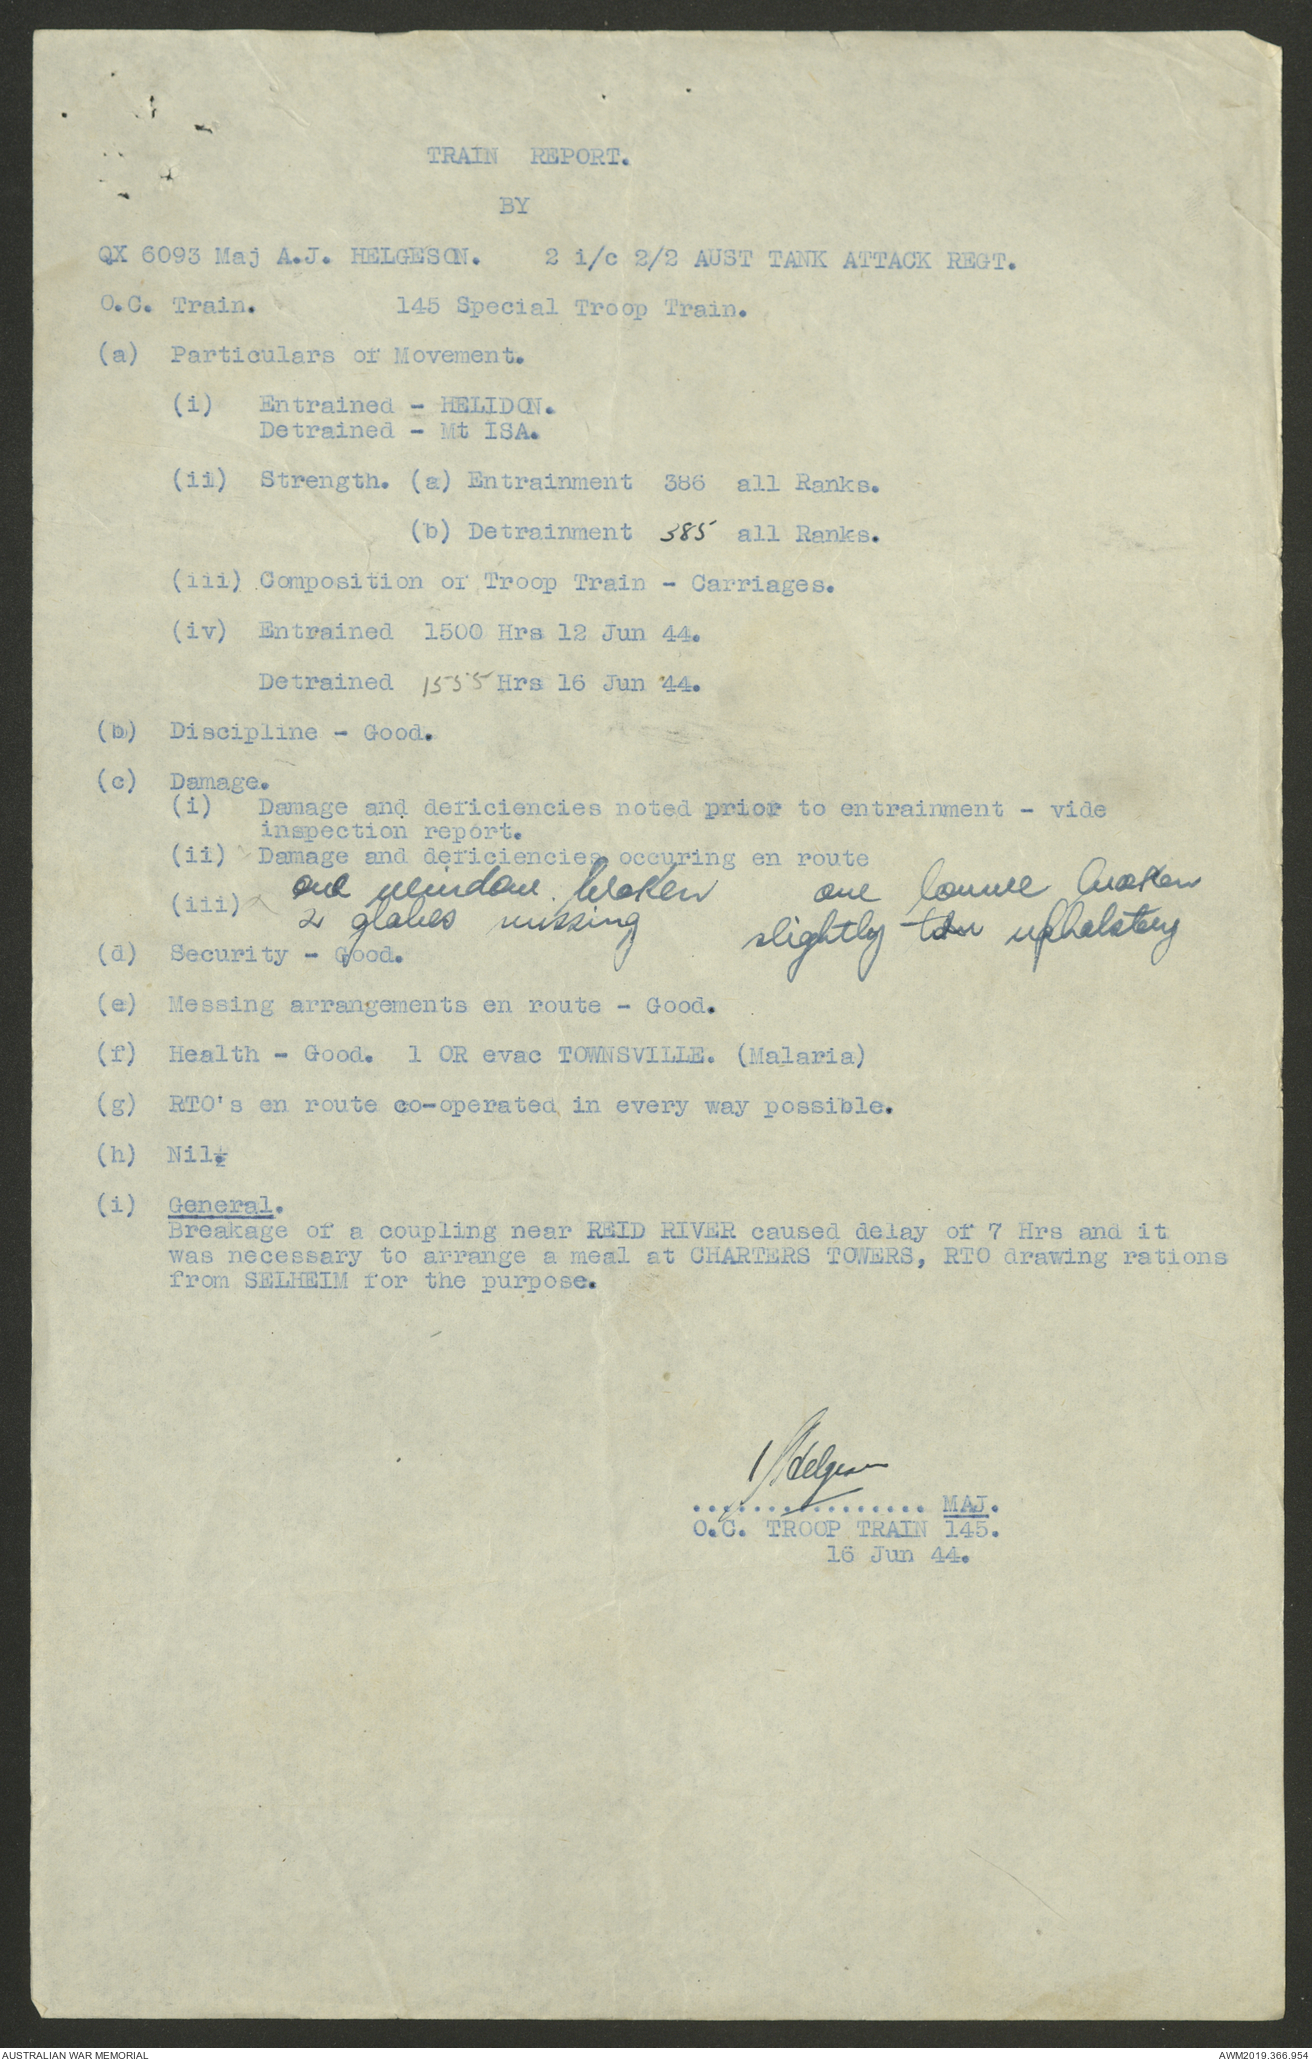 TRAIN REPORT.
BY
QX 6093 Maj A.J. HELGESON. 2 i/c 2/2 AUST TANK ATTACK REGT.
O.C. Train. 145 Special Troop Train.
(a) Particulars of Movement.
(i) Entrained - HELIDON.
Detrained - Mt ISA.
(ii) Strength. (a) Entrainment 386 all Ranks.
(b) Detrainment 385 all Ranks.
(iii) Composition of Troop Train - Carriages.
(iv) Entrained 1500 Hrs 12 Jun 44.
Detrained 1555 Hrs 16 Jun 44.
(b) Discipline - Good.
(c) Damage.
(i) Damage and deficiencies noted prior to entrainment - vide
inspection report.
(ii) Damage and deficiencies occuring en route
one window broken one louvre broken
(iii) 2 globes missing slightly upholstery
(d) Security - Good.
(e) Messing arrangements en route - Good.
(f) Health - Good. 1 OR evac TOWNSVILLE. (Malaria)
(g) RTO's en route co-operated in every way possible.
(h) Nil.
(i) General.
Breakage of a coupling near REID RIVER caused delay of 7 Hrs and it
was necessary to arrange a meal at CHARTERS TOWERS, RTO drawing rations
from SELHEIM for the purpose.
Helgeson
................ MAJ.
O.C. TROOP TRAIN 145.
16 Jun 44.
AUSTRALIAN WAR MEMORIAL AWM2019.366.954